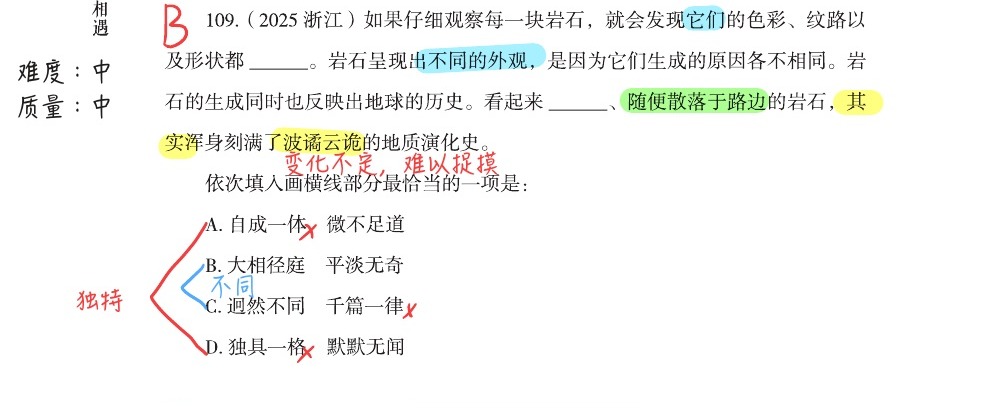 相
遇
B
109.（2025 浙江）如果仔细观察每一块岩石，就会发现它们的色彩、纹路以
难度：中
及形状都 ______。岩石呈现出不同的外观，是因为它们生成的原因各不相同。岩
质量：中
石的生成同时也反映出地球的历史。看起来 ______、随便散落于路边的岩石，其
实浑身刻满了波谲云诡的地质演化史。
变化不定，难以捉摸
依次填入画横线部分最恰当的一项是：
A. 自成一体 微不足道
B. 大相径庭 平淡无奇
不同
独特
C. 迥然不同 千篇一律
D. 独具一格 默默无闻